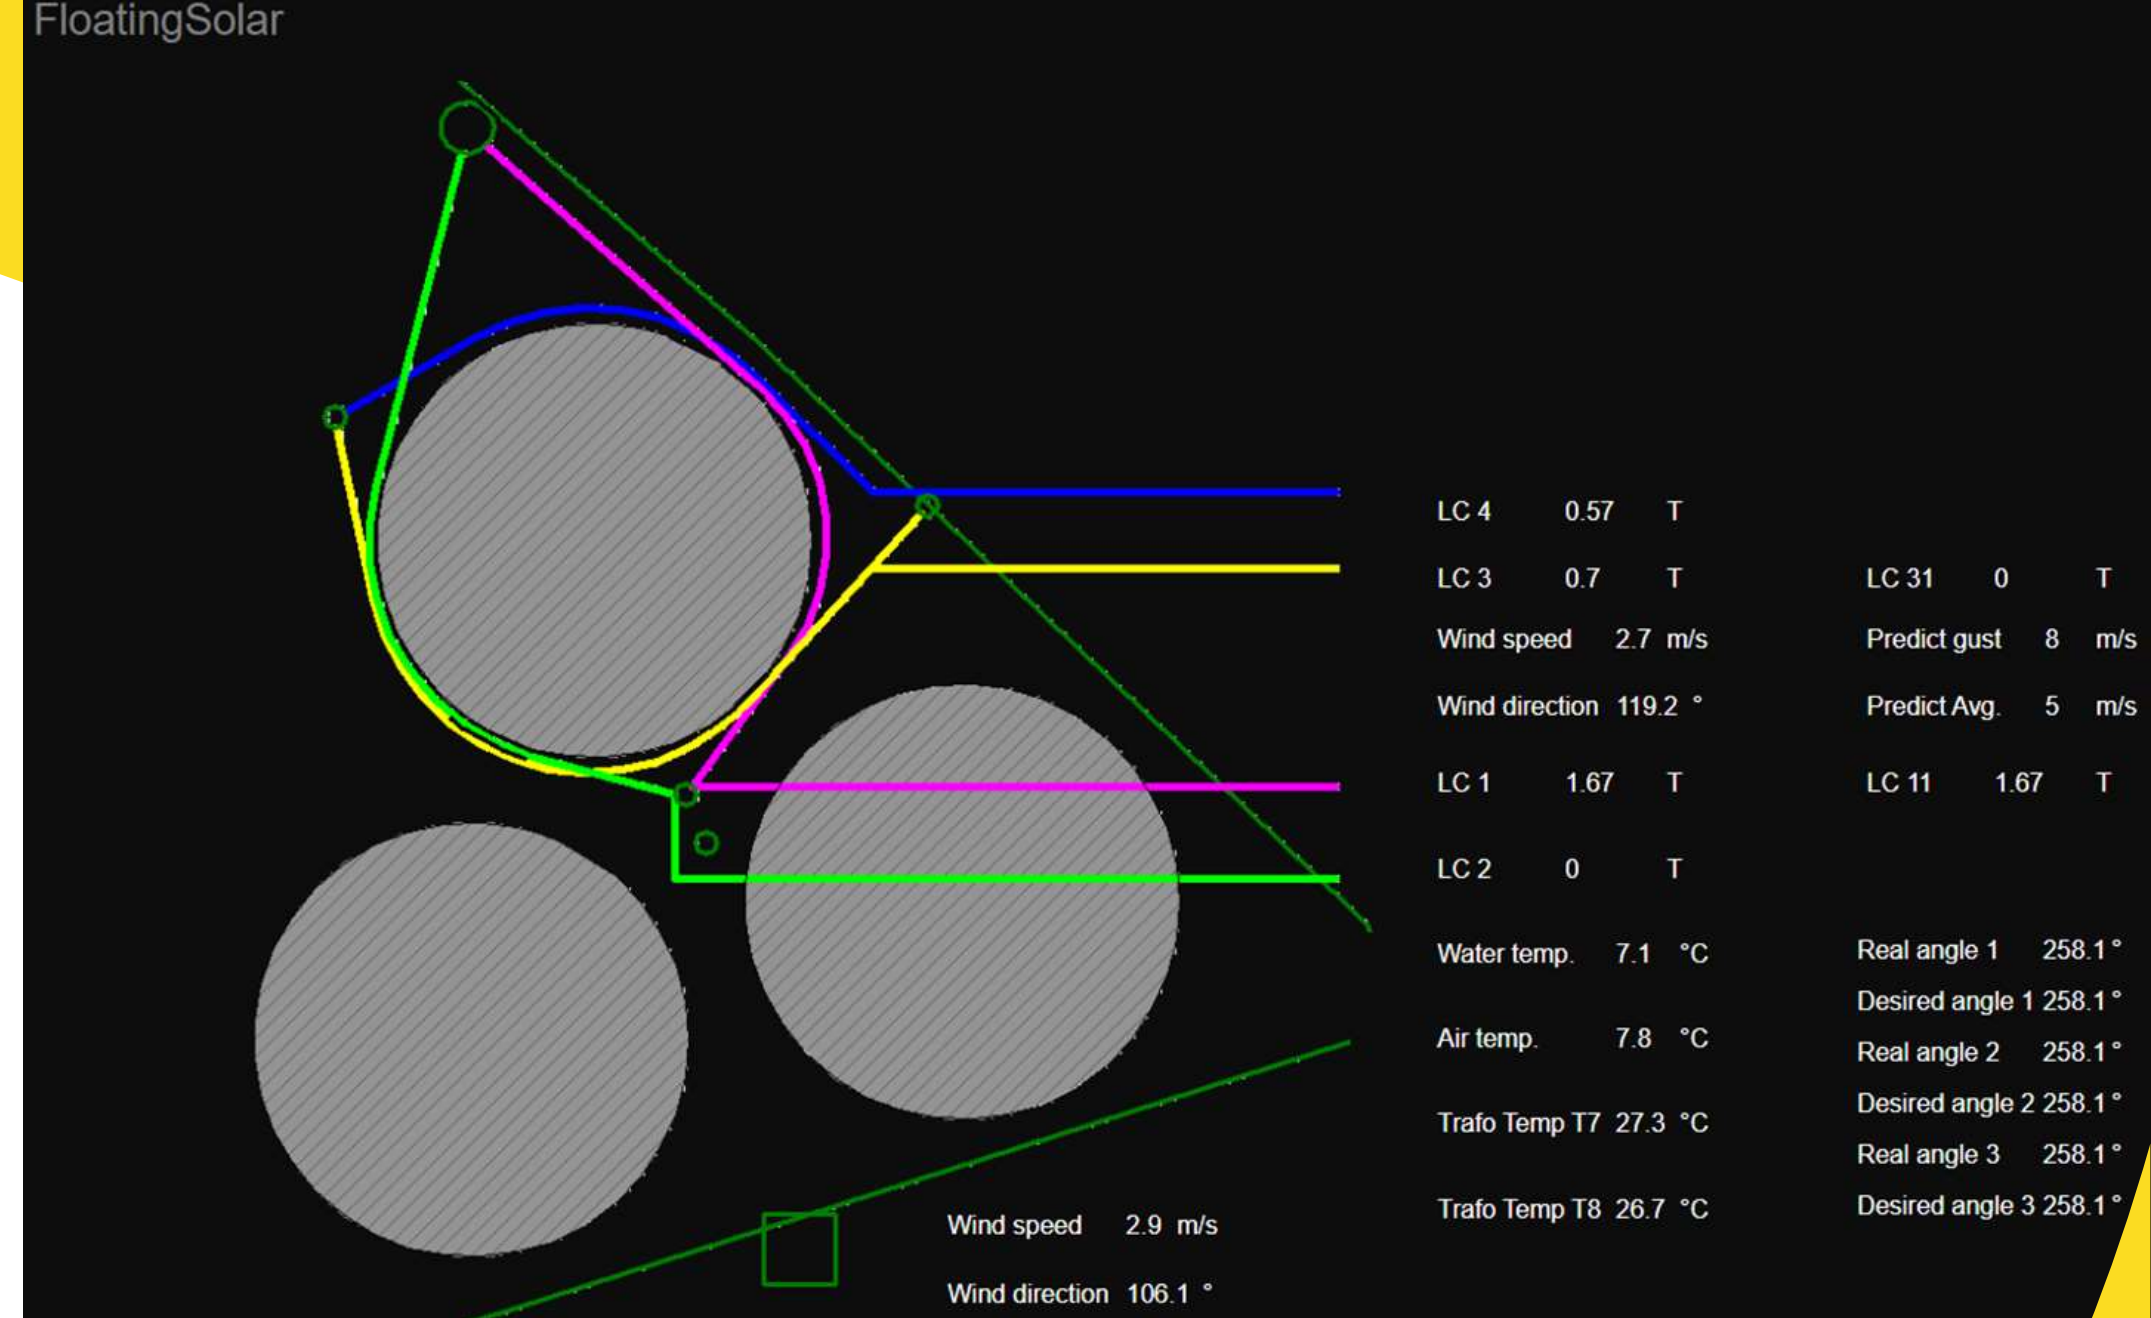 FloatingSolar
LC 4 0.57 T
LC 3 0.7 T LC 31 0 T
Wind speed 2.7 m/s Predict gust 8 m/s
Wind direction 119.2 ° Predict Avg. 5 m/s
LC 1 1.67 T LC 11 1.67 T
LC 2 0 T
Water temp. 7.1 °C Real angle 1 258.1°
Desired angle 1 258.1°
Air temp. 7.8 °C Real angle 2 258.1°
Desired angle 2 258.1°
Trafo Temp T7 27.3 °C Real angle 3 258.1°
Trafo Temp T8 26.7 °C Desired angle 3 258.1°
Wind speed 2.9 m/s
Wind direction 106.1 °